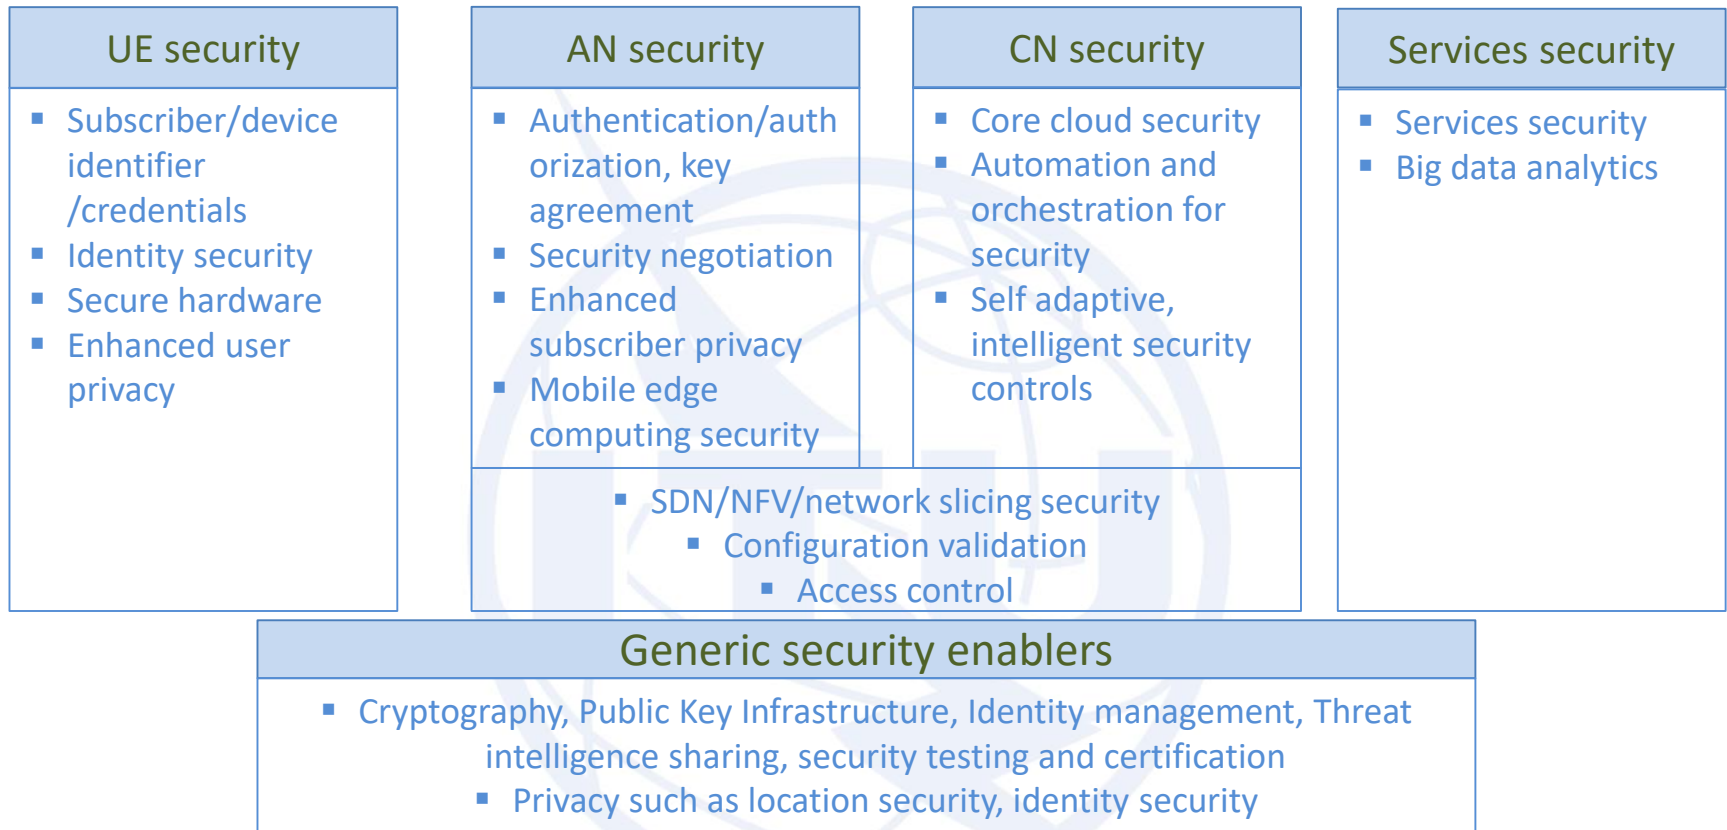 UE security
▪ Subscriber/device
identifier
/credentials
▪ Identity security
▪ Secure hardware
▪ Enhanced user
privacy
AN security
▪ Authentication/auth
orization, key
agreement
▪ Security negotiation
▪ Enhanced
subscriber privacy
▪ Mobile edge
computing security
CN security
▪ Core cloud security
▪ Automation and
orchestration for
security
▪ Self adaptive,
intelligent security
controls
▪ SDN/NFV/network slicing security
▪ Configuration validation
▪ Access control
Services security
▪ Services security
▪ Big data analytics
Generic security enablers
▪ Cryptography, Public Key Infrastructure, Identity management, Threat
intelligence sharing, security testing and certification
▪ Privacy such as location security, identity security
ITU